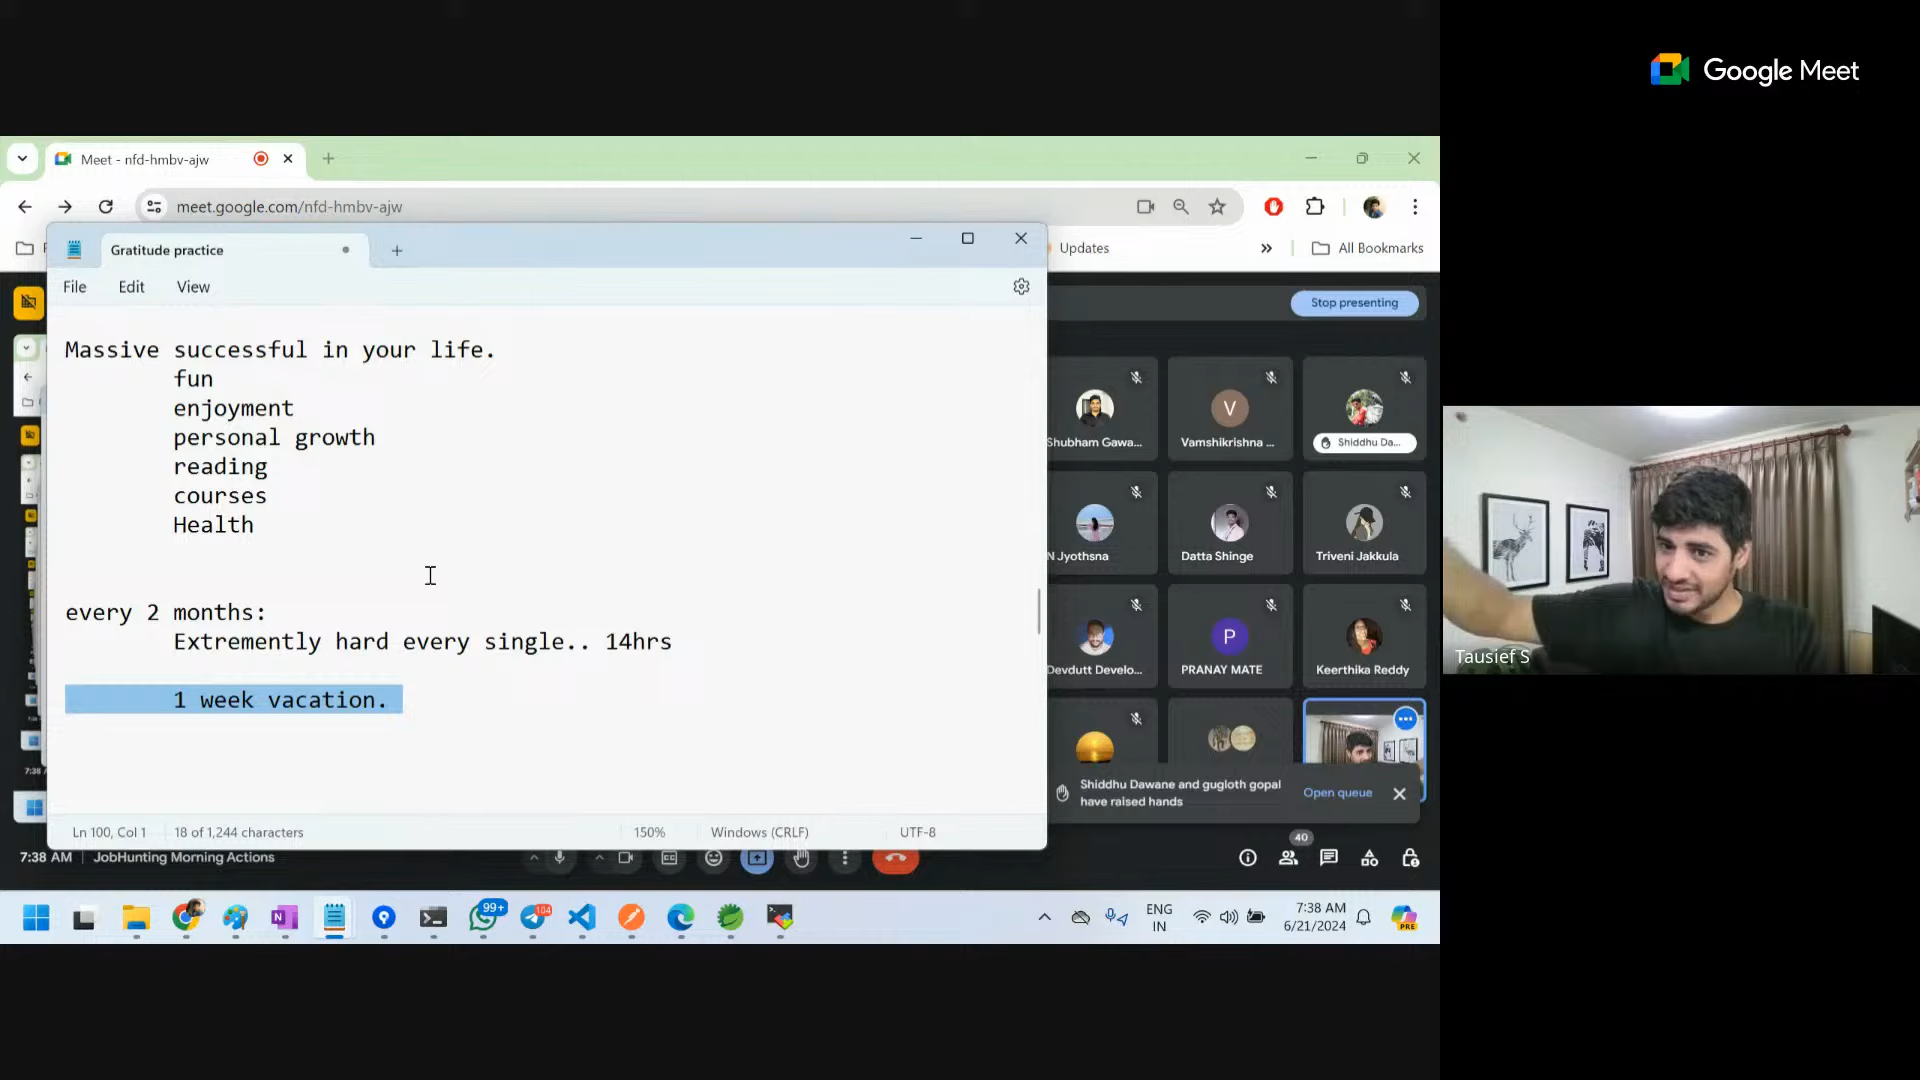 Google Meet
Meet - nfd-hmbv-ajw
meet.google.com/nfd-hmbv-ajw
Updates
All Bookmarks
Gratitude practice
File Edit View
Stop presenting
Massive successful in your life.
fun
enjoyment
personal growth
reading
courses
Health
every 2 months:
Extremently hard every single.. 14hrs
1 week vacation.
Ln 100, Col 1
18 of 1,244 characters
150%
Windows (CRLF)
UTF-8
Shubham Gawa...
V
Vamshikrishna ...
Shiddhu Da...
N Jyothsna
Datta Shinge
Triveni Jakkula
Devdutt Develo...
P
PRANAY MATE
Keerthika Reddy
Shiddhu Dawane and gugloth gopal
have raised hands
Open queue
Tausief S
7:38 AM
JobHunting Morning Actions
40
99+
104
ENG
IN
7:38 AM
6/21/2024
PRE